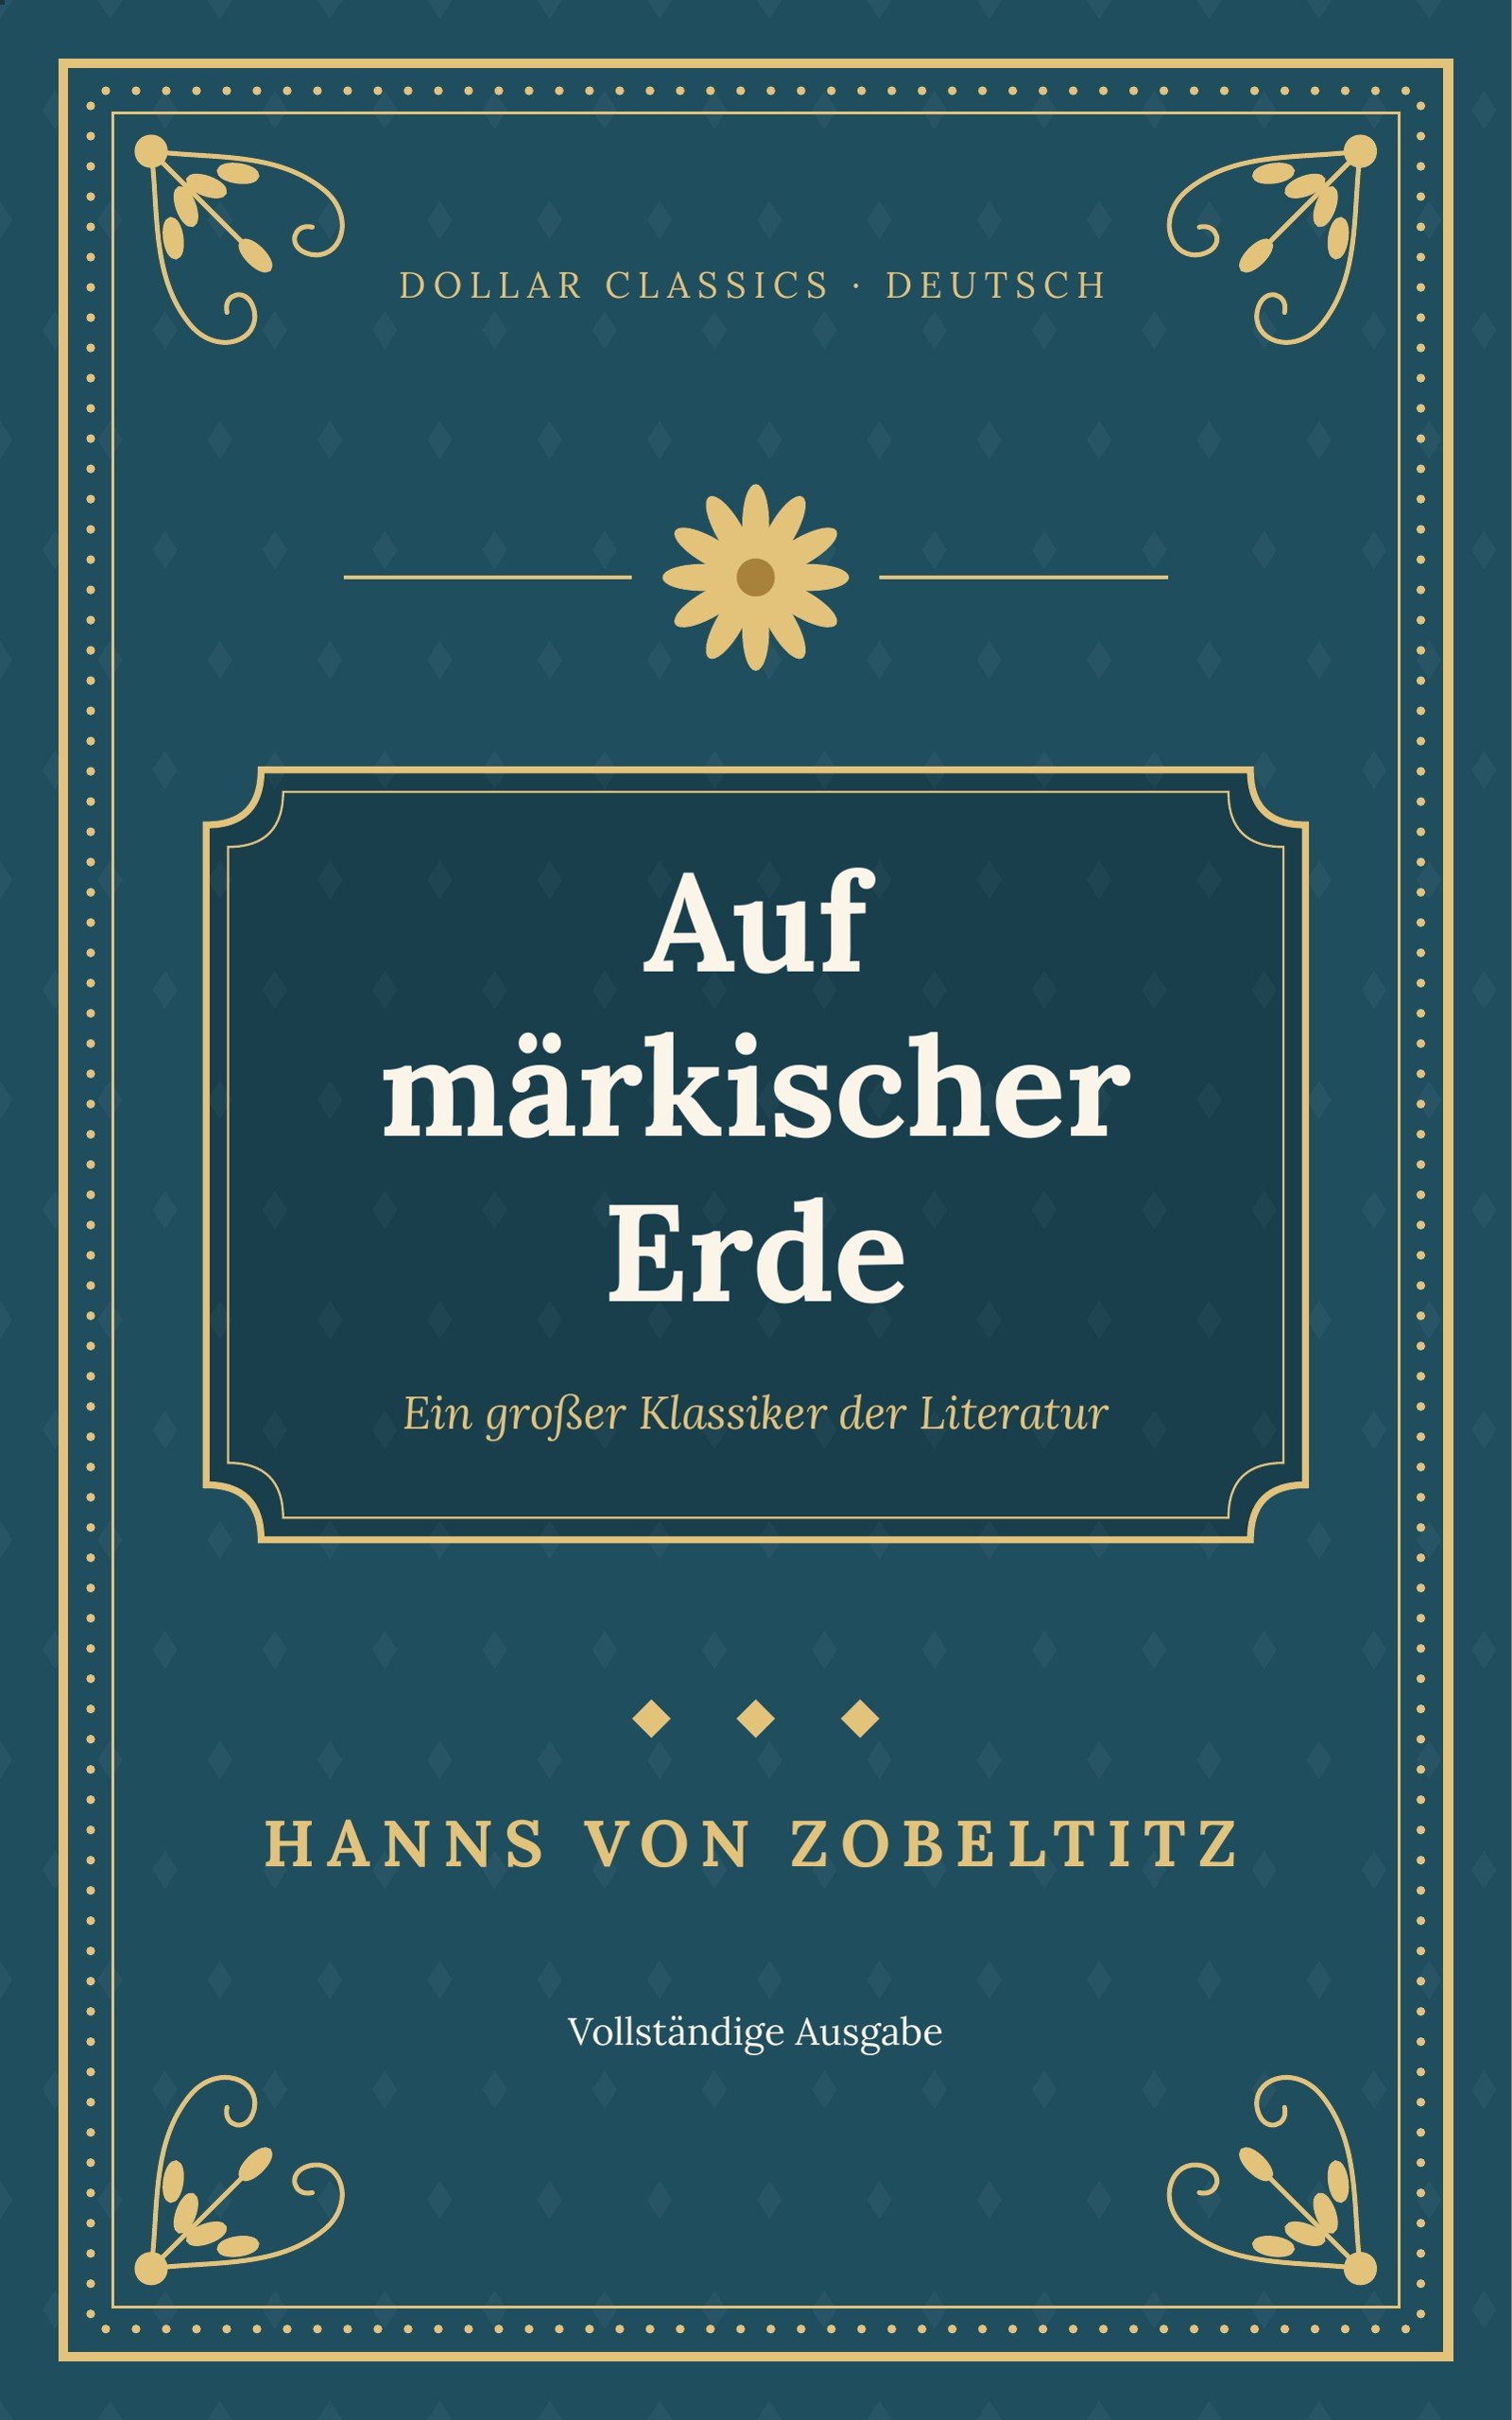 DOLLAR CLASSICS · DEUTSCH
Auf
märkischer
Erde
Ein großer Klassiker der Literatur
HANNS VON ZOBELTITZ
Vollständige Ausgabe